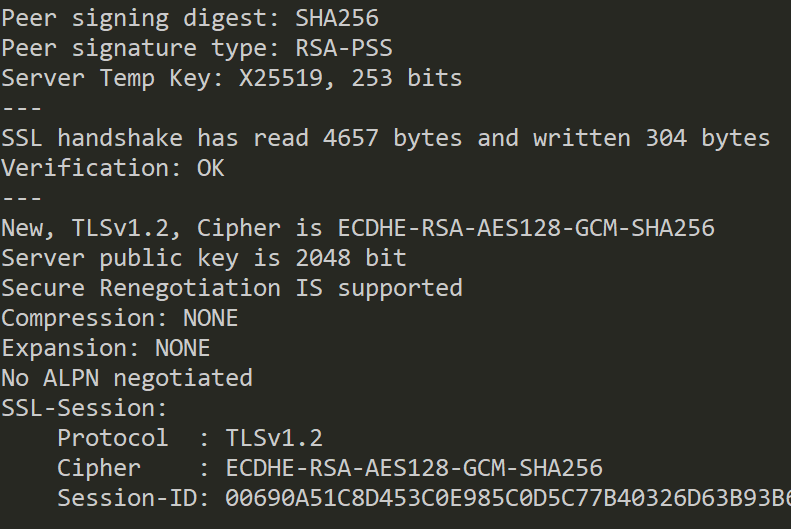 Peer signing digest: SHA256
Peer signature type: RSA-PSS
Server Temp Key: X25519, 253 bits
---
SSL handshake has read 4657 bytes and written 304 bytes
Verification: OK
---
New, TLSv1.2, Cipher is ECDHE-RSA-AES128-GCM-SHA256
Server public key is 2048 bit
Secure Renegotiation IS supported
Compression: NONE
Expansion: NONE
No ALPN negotiated
SSL-Session:
    Protocol  : TLSv1.2
    Cipher    : ECDHE-RSA-AES128-GCM-SHA256
    Session-ID: 00690A51C8D453C0E985C0D5C77B40326D63B93B6